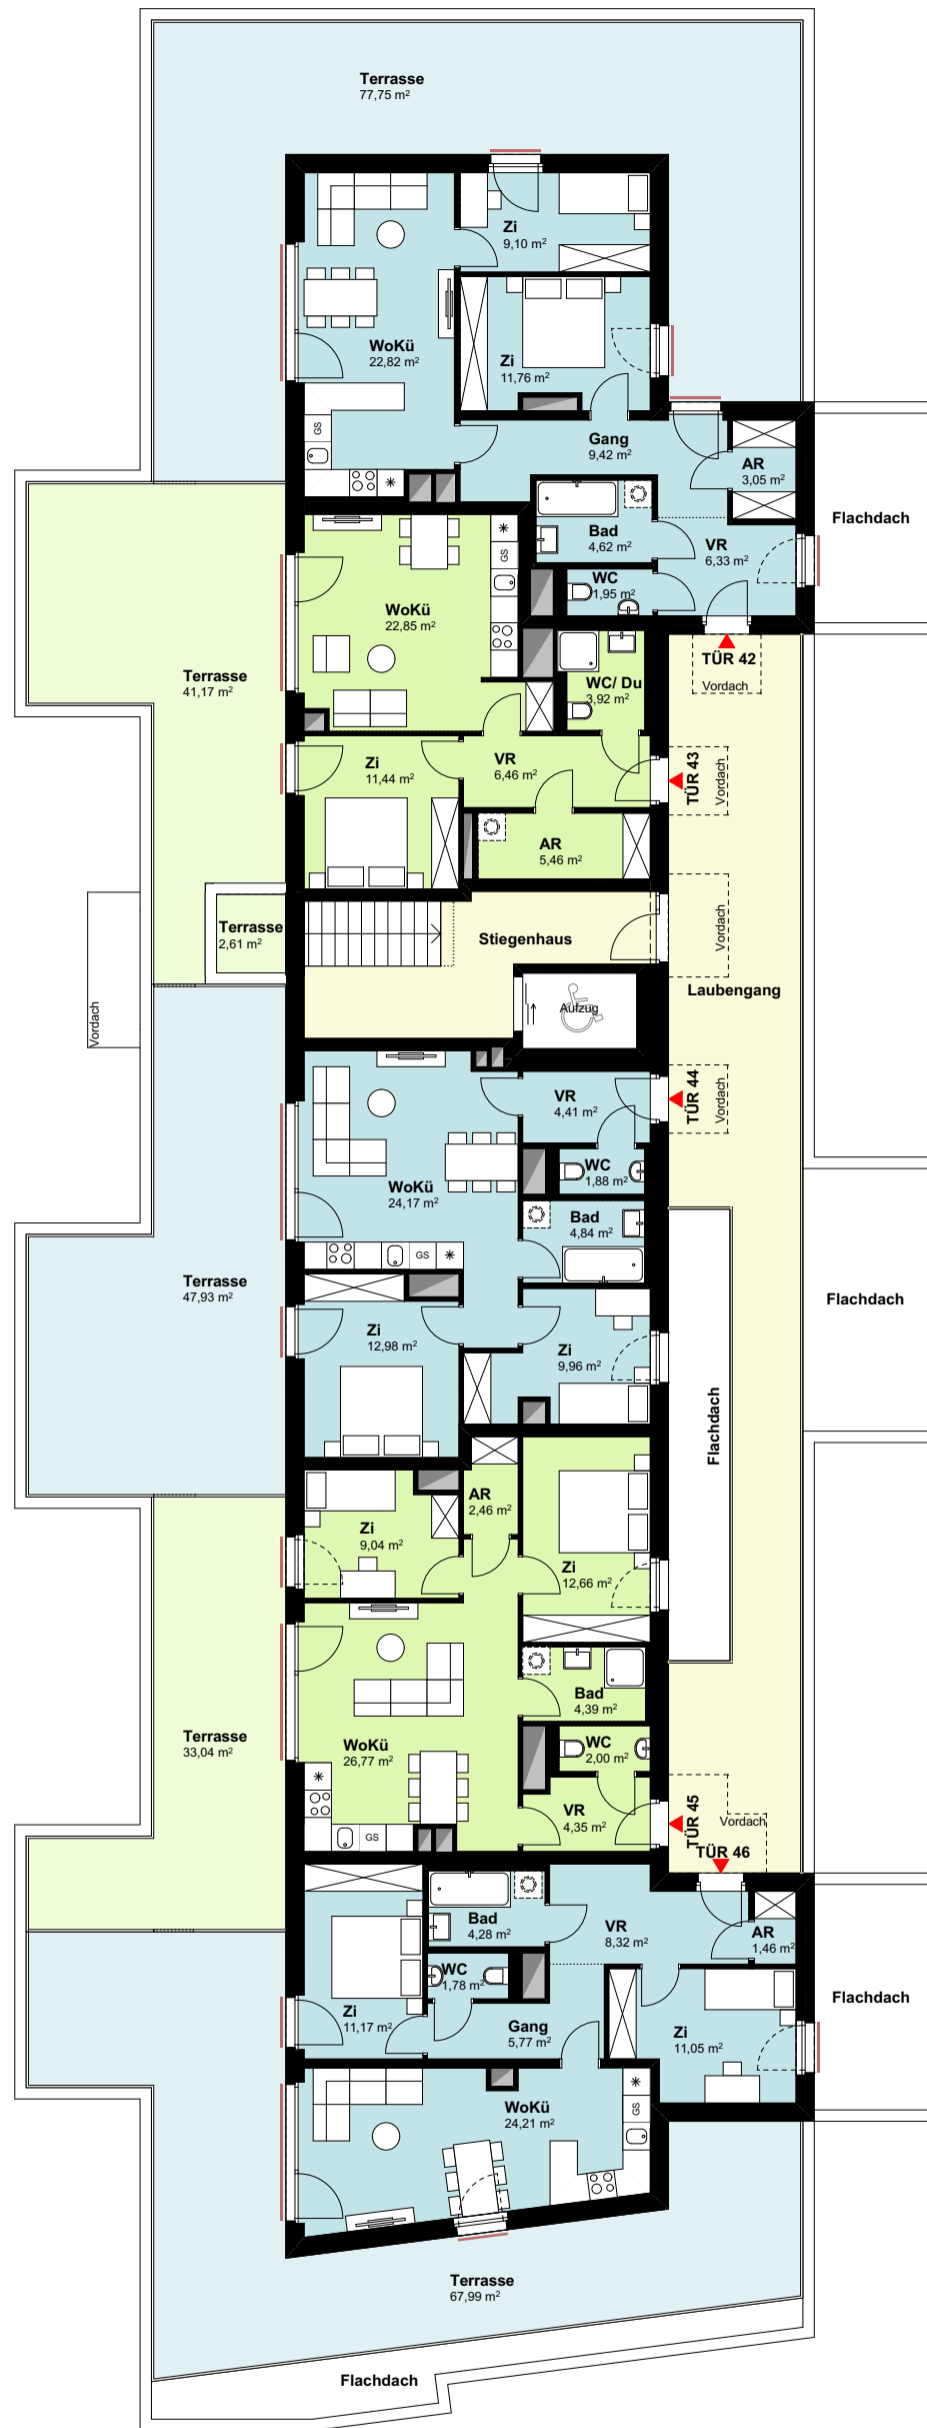 Terrasse
77,75 m²
Zi
9,10 m²
WoKü
22,82 m²
Zi
11,76 m²
GS
Gang
9,42 m²
AR
3,05 m²
Flachdach
Bad
4,62 m²
VR
6,33 m²
WC
1,95 m²
GS
WoKü
22,85 m²
Terrasse
41,17 m²
TÜR 42
Vordach
WC/ Du
3,92 m²
Zi
11,44 m²
VR
6,46 m²
TÜR 43
Vordach
AR
5,46 m²
Terrasse
2,61 m²
Stiegenhaus
Vordach
Vordach
Laubengang
Aufzug
VR
4,41 m²
TÜR 44
Vordach
WC
1,88 m²
WoKü
24,17 m²
Bad
4,84 m²
GS
Terrasse
47,93 m²
Flachdach
Zi
12,98 m²
Zi
9,96 m²
Flachdach
AR
2,46 m²
Zi
9,04 m²
Zi
12,66 m²
Bad
4,39 m²
Terrasse
33,04 m²
WoKü
26,77 m²
WC
2,00 m²
VR
4,35 m²
GS
TÜR 45
Vordach
TÜR 46
Bad
4,28 m²
VR
8,32 m²
AR
1,46 m²
WC
1,78 m²
Flachdach
Zi
11,17 m²
Gang
5,77 m²
Zi
11,05 m²
WoKü
24,21 m²
GS
Terrasse
67,99 m²
Flachdach